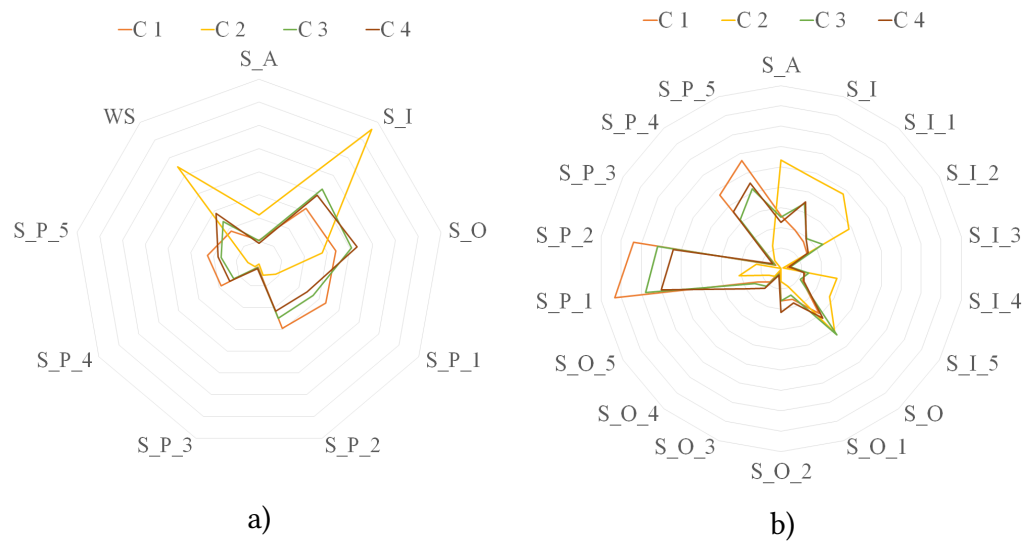 C 1 C 2 C 3 C 4
S_A
S_I
S_O
S_P_1
S_P_2
S_P_3
S_P_4
S_P_5
WS
a)
C 1 C 2 C 3 C 4
S_A
S_I
S_I_1
S_I_2
S_I_3
S_I_4
S_I_5
S_O
S_O_1
S_O_2
S_O_3
S_O_4
S_O_5
S_P_1
S_P_2
S_P_3
S_P_4
S_P_5
b)